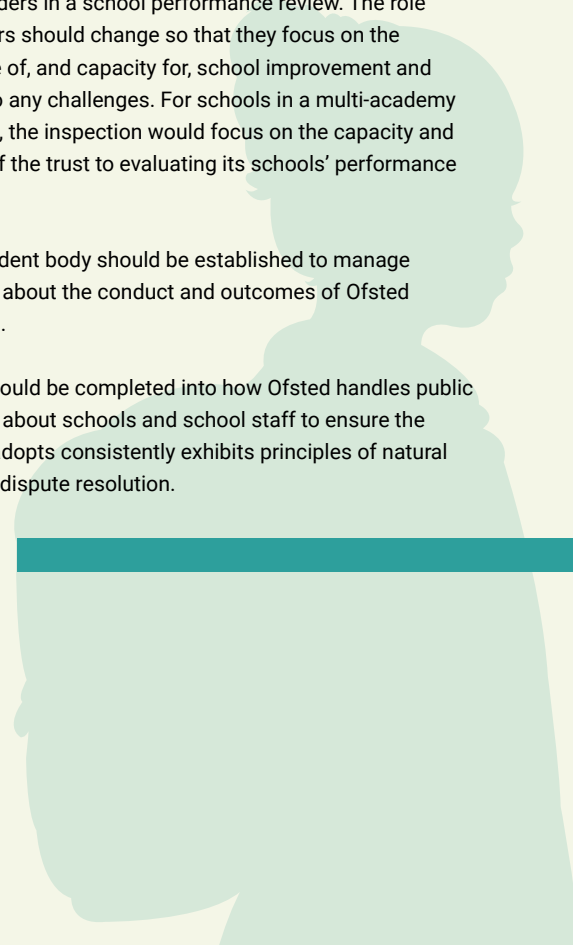 ders in a school performance review. The role
rs should change so that they focus on the
e of, and capacity for, school improvement and
o any challenges. For schools in a multi-academy
, the inspection would focus on the capacity and
f the trust to evaluating its schools’ performance
dent body should be established to manage
about the conduct and outcomes of Ofsted
.
ould be completed into how Ofsted handles public
about schools and school staff to ensure the
dopts consistently exhibits principles of natural
dispute resolution.